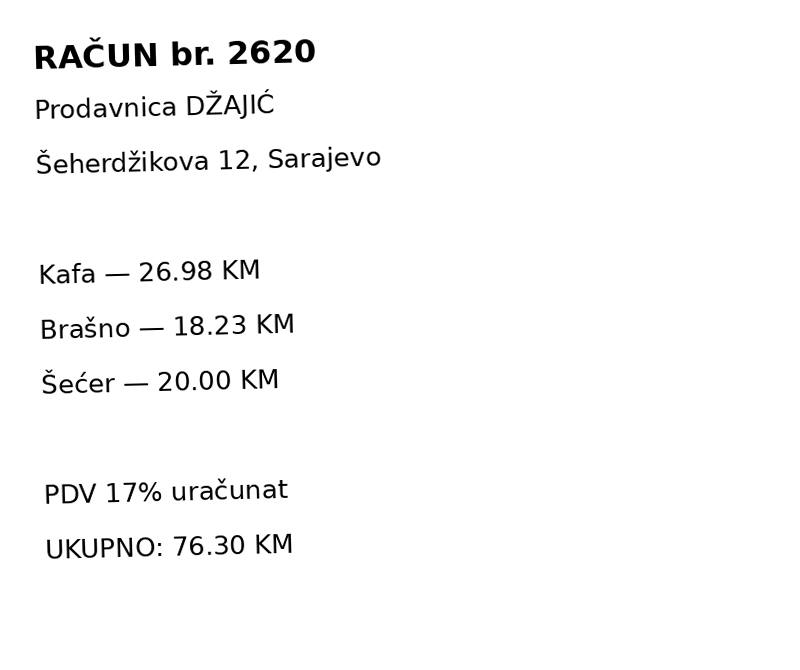 RAČUN br. 2620
Prodavnica DŽAJIĆ
Šeherdžikova 12, Sarajevo
Kafa — 26.98 KM
Brašno — 18.23 KM
Šećer — 20.00 KM
PDV 17% uračunat
UKUPNO: 76.30 KM